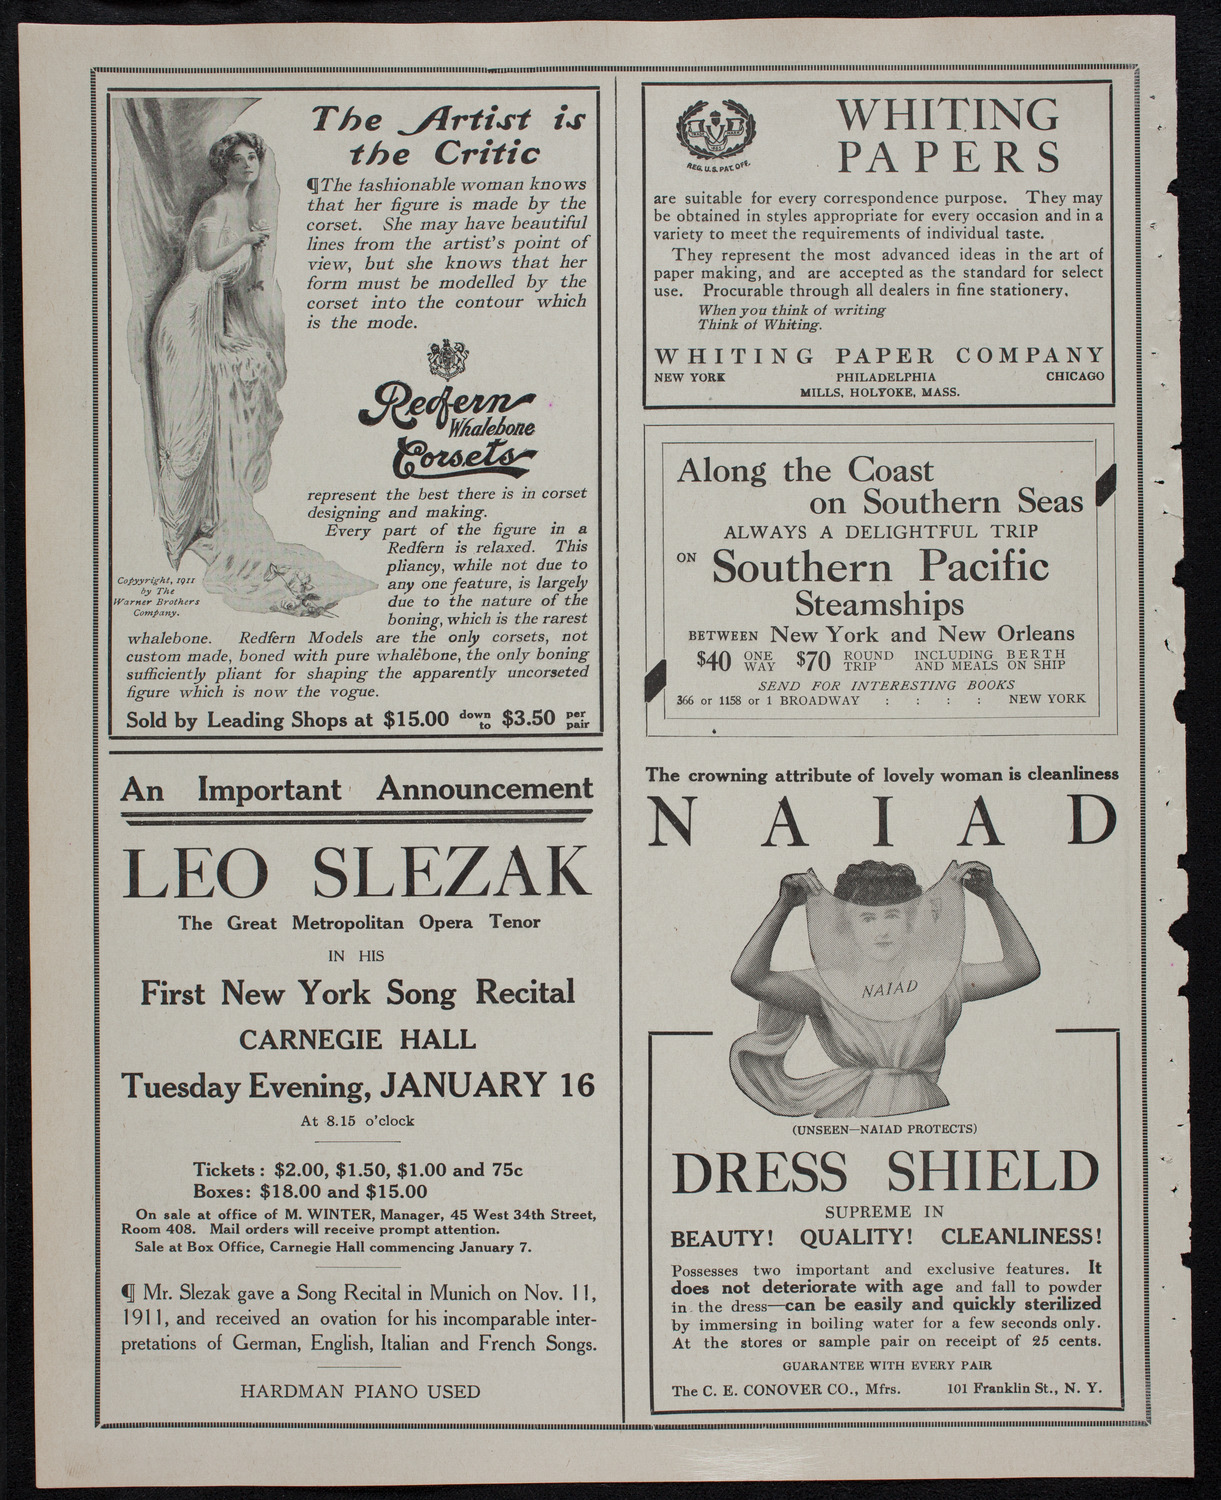 The Artist is
the Critic
¶The fashionable woman knows
that her figure is made by the
corset. She may have beautiful
lines from the artist's point of
view, but she knows that her
form must be modelled by the
corset into the contour which
is the mode.
Redfern
Whalebone
Corsets
represent the best there is in corset
designing and making.
Every part of the figure in a
Redfern is relaxed. This
pliancy, while not due to
any one feature, is largely
due to the nature of the
boning, which is the rarest
Copyyright, 1911
by The
Warner Brothers
Company.
whalebone. Redfern Models are the only corsets, not
custom made, boned with pure whalebone, the only boning
sufficiently pliant for shaping the apparently uncorseted
figure which is now the vogue.
Sold by Leading Shops at $15.00 down to $3.50 per pair
An Important Announcement
LEO SLEZAK
The Great Metropolitan Opera Tenor
IN HIS
First New York Song Recital
CARNEGIE HALL
Tuesday Evening, JANUARY 16
At 8.15 o'clock
Tickets: $2.00, $1.50, $1.00 and 75c
Boxes: $18.00 and $15.00
On sale at office of M. WINTER, Manager, 45 West 34th Street,
Room 408. Mail orders will receive prompt attention.
Sale at Box Office, Carnegie Hall commencing January 7.
¶ Mr. Slezak gave a Song Recital in Munich on Nov. 11,
1911, and received an ovation for his incomparable inter-
pretations of German, English, Italian and French Songs.
HARDMAN PIANO USED
REG. U.S. PAT. OFF.
WHITING
PAPERS
are suitable for every correspondence purpose. They may
be obtained in styles appropriate for every occasion and in a
variety to meet the requirements of individual taste.
They represent the most advanced ideas in the art of
paper making, and are accepted as the standard for select
use. Procurable through all dealers in fine stationery.
When you think of writing
Think of Whiting.
WHITING PAPER COMPANY
NEW YORK PHILADELPHIA CHICAGO
MILLS, HOLYOKE, MASS.
Along the Coast
on Southern Seas
ALWAYS A DELIGHTFUL TRIP
ON Southern Pacific
Steamships
BETWEEN New York and New Orleans
$40 ONE WAY $70 ROUND TRIP INCLUDING BERTH AND MEALS ON SHIP
SEND FOR INTERESTING BOOKS
366 or 1158 or 1 BROADWAY : : : : NEW YORK
The crowning attribute of lovely woman is cleanliness
NAIAD
NAIAD
(UNSEEN—NAIAD PROTECTS)
DRESS SHIELD
SUPREME IN
BEAUTY! QUALITY! CLEANLINESS!
Possesses two important and exclusive features. It
does not deteriorate with age and fall to powder
in the dress—can be easily and quickly sterilized
by immersing in boiling water for a few seconds only.
At the stores or sample pair on receipt of 25 cents.
GUARANTEE WITH EVERY PAIR
The C. E. CONOVER CO., Mfrs. 101 Franklin St., N. Y.